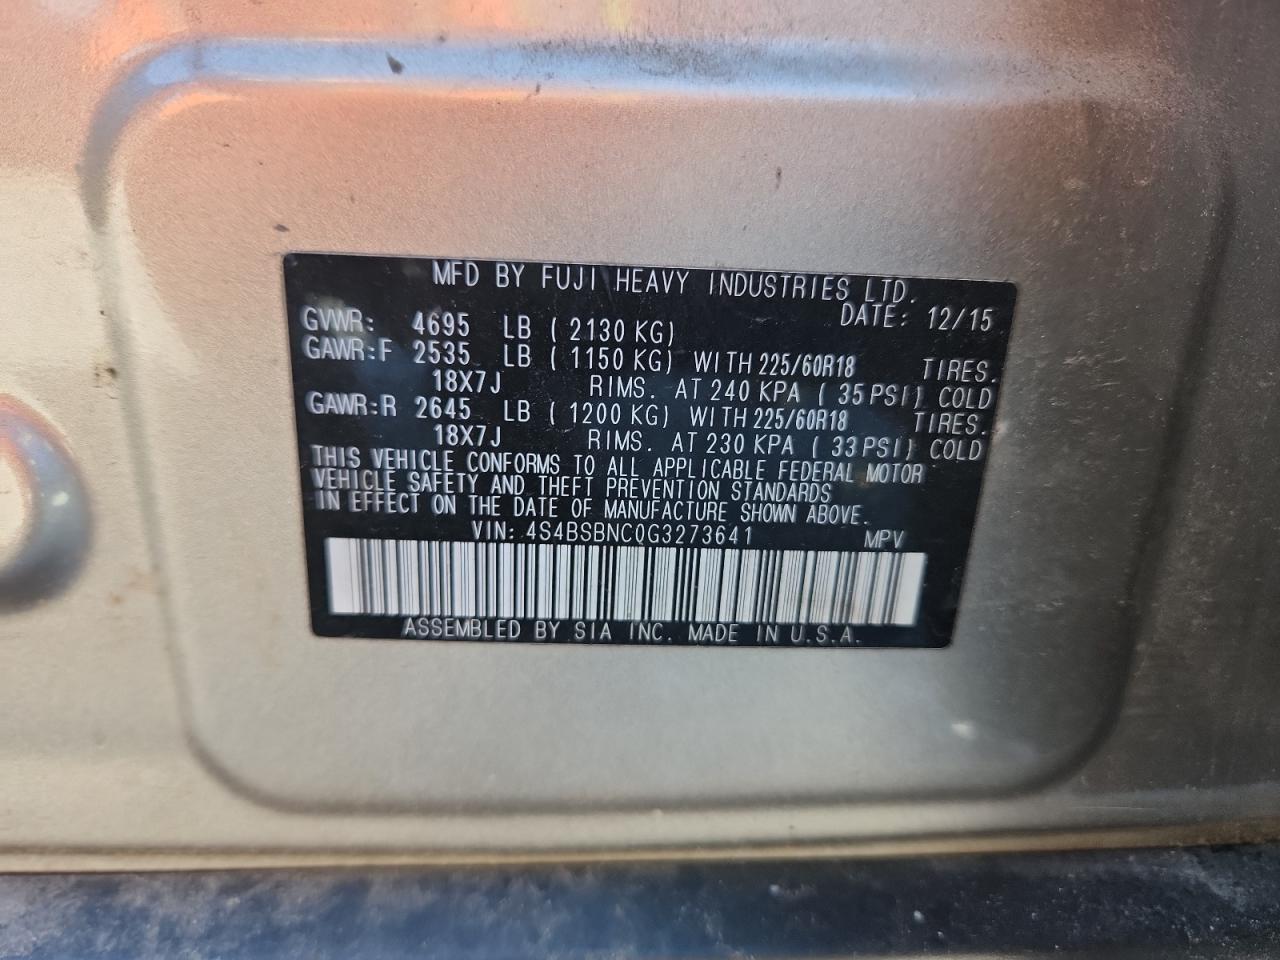 MFD BY FUJI HEAVY INDUSTRIES LTD.
DATE: 12/15
GVWR: 4695 LB ( 2130 KG)
GAWR:F 2535 LB ( 1150 KG) WITH 225/60R18 TIRES.
18X7J RIMS. AT 240 KPA ( 35 PSI) COLD
GAWR:R 2645 LB ( 1200 KG) WITH 225/60R18 TIRES.
18X7J RIMS. AT 230 KPA ( 33 PSI) COLD
THIS VEHICLE CONFORMS TO ALL APPLICABLE FEDERAL MOTOR
VEHICLE SAFETY AND THEFT PREVENTION STANDARDS
IN EFFECT ON THE DATE OF MANUFACTURE SHOWN ABOVE.
VIN: 4S4BSBNC0G3273641 MPV
ASSEMBLED BY SIA INC. MADE IN U.S.A.